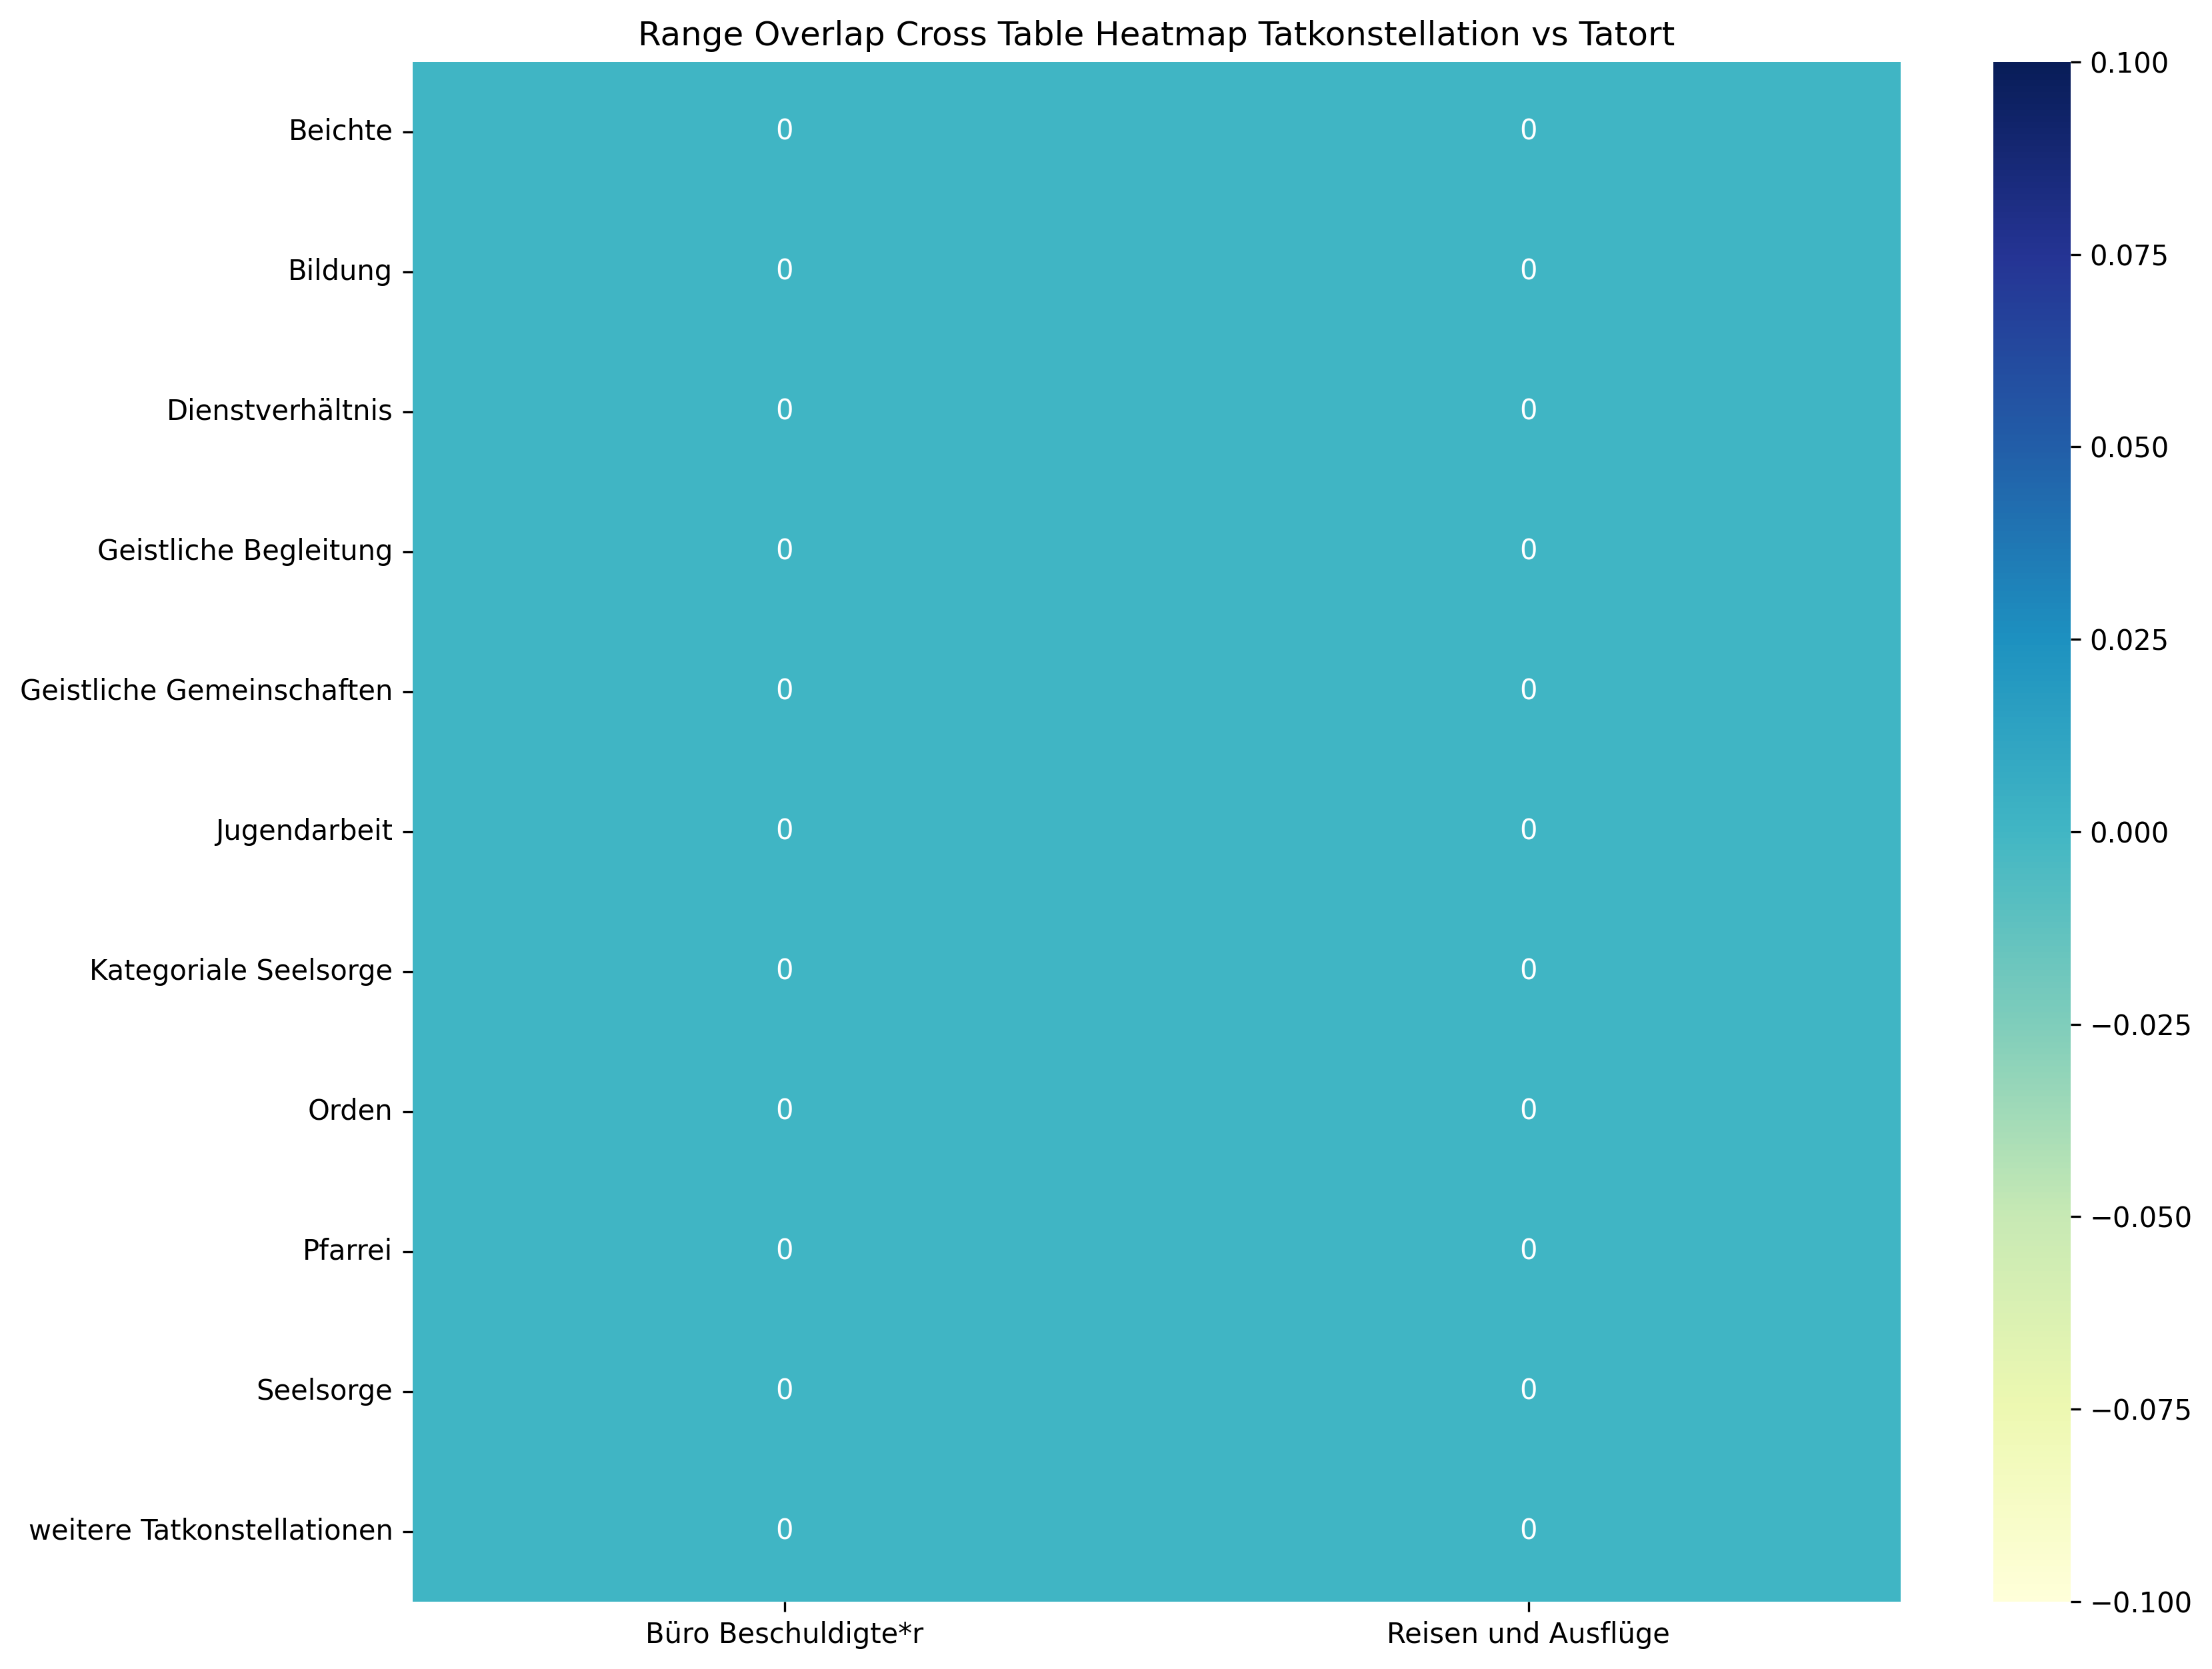 Range Overlap Cross Table Heatmap Tatkonstellation vs Tatort
Beichte 0 0
Bildung 0 0
Dienstverhältnis 0 0
Geistliche Begleitung 0 0
Geistliche Gemeinschaften 0 0
Jugendarbeit 0 0
Kategoriale Seelsorge 0 0
Orden 0 0
Pfarrei 0 0
Seelsorge 0 0
weitere Tatkonstellationen 0 0
Büro Beschuldigte*r Reisen und Ausflüge
0.100
0.075
0.050
0.025
0.000
−0.025
−0.050
−0.075
−0.100